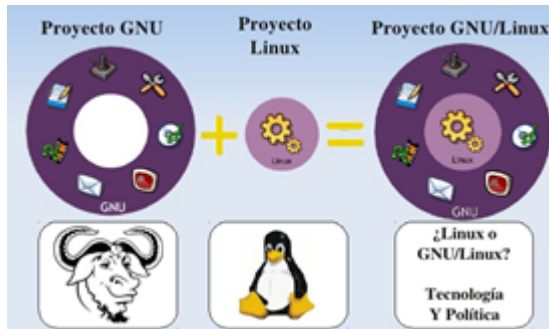 Proyecto GNU
Proyecto
Linux
Proyecto GNU/Linux
GNU
Linux
Linux
GNU
¿Linux o
GNU/Linux?
Tecnología
Y Política